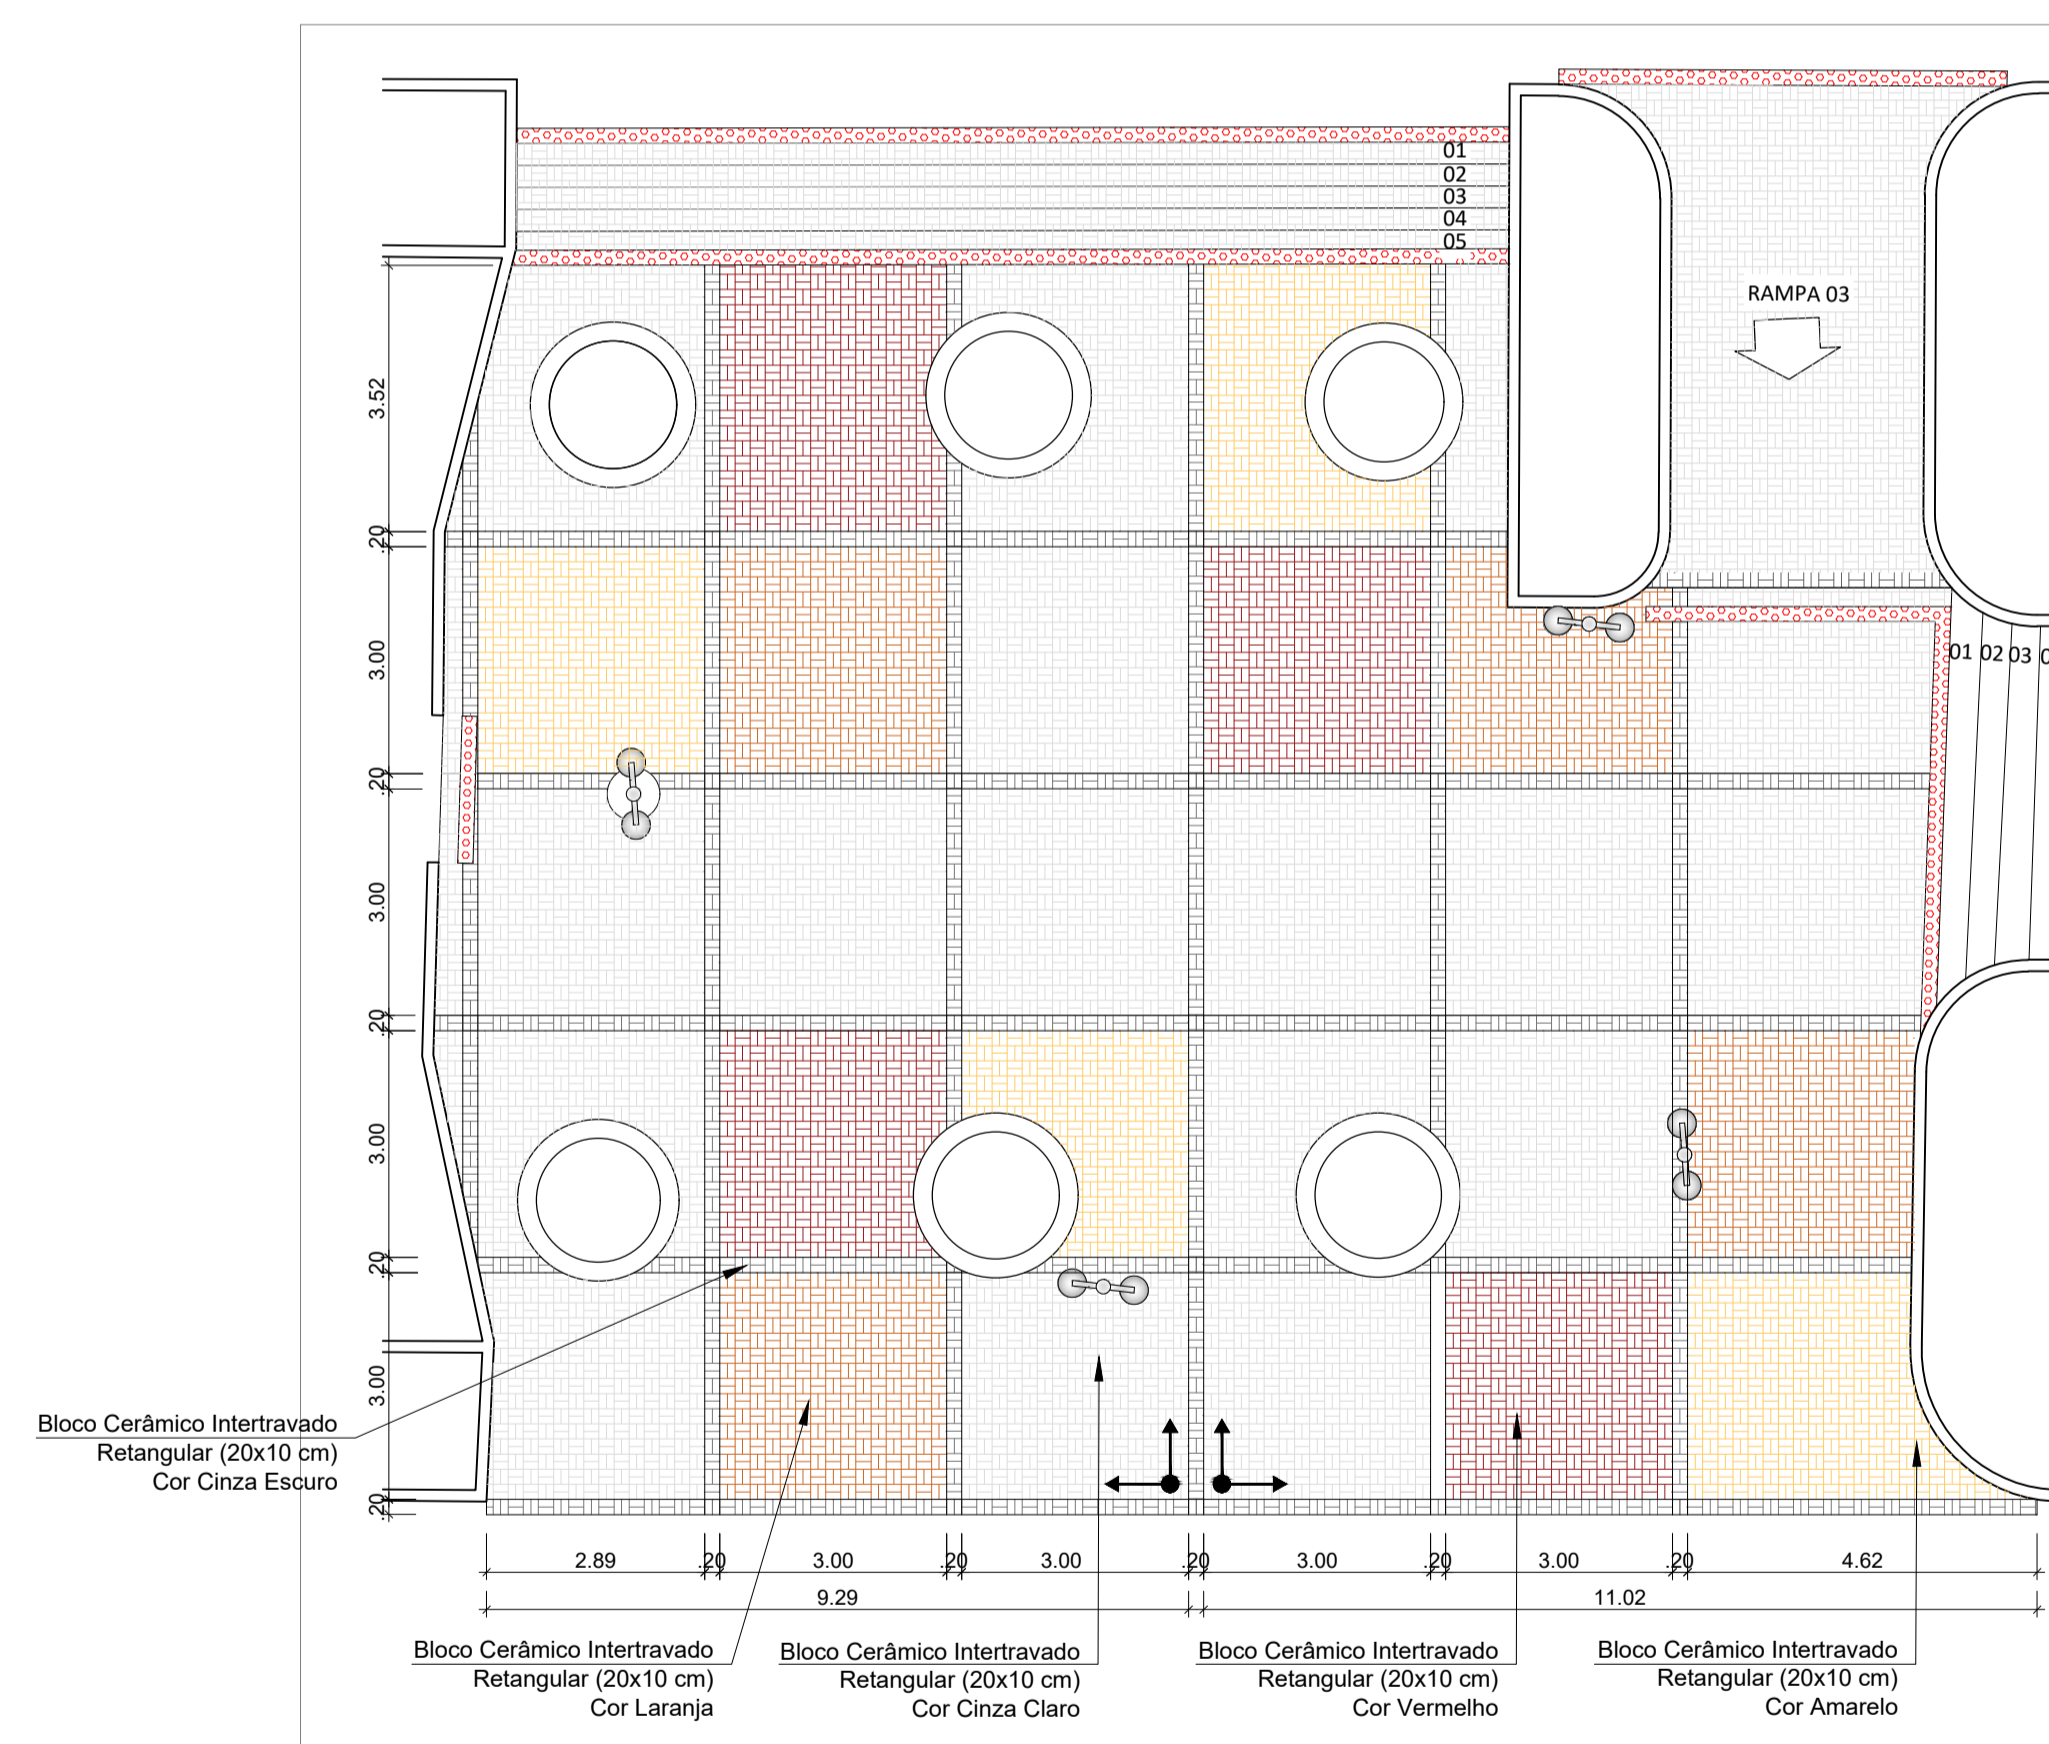 01
02
03
04
05
RAMPA 03
3.52
.20
3.00
01 02 03 0
.20
3.00
.20
3.00
.20
3.00
.20
Bloco Cerâmico Intertravado
Retangular (20x10 cm)
Cor Cinza Escuro
2.89 .20 3.00 .20 3.00 .20 3.00 .20 3.00 .20 4.62
9.29 11.02
Bloco Cerâmico Intertravado
Retangular (20x10 cm)
Cor Laranja
Bloco Cerâmico Intertravado
Retangular (20x10 cm)
Cor Cinza Claro
Bloco Cerâmico Intertravado
Retangular (20x10 cm)
Cor Vermelho
Bloco Cerâmico Intertravado
Retangular (20x10 cm)
Cor Amarelo